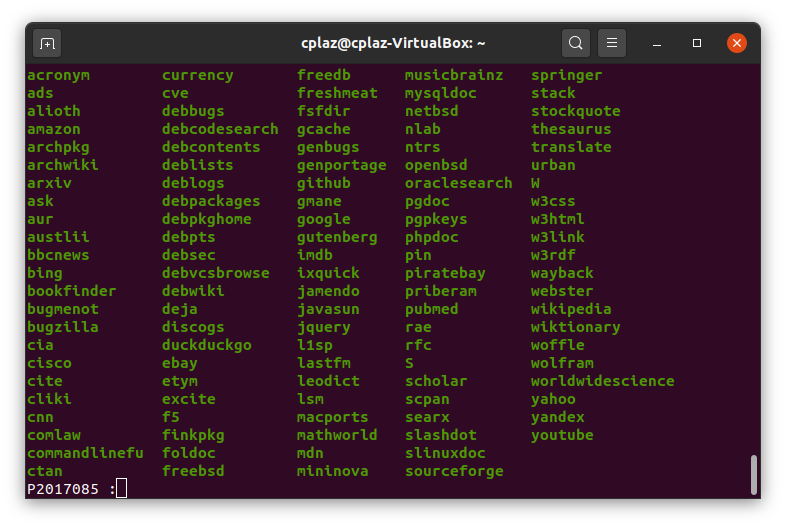 cplaz@cplaz-VirtualBox: ~
acronym currency freedb musicbrainz springer
ads cve freshmeat mysqldoc stack
alioth debbugs fsfdir netbsd stockquote
amazon debcodesearch gcache nlab thesaurus
archpkg debcontents genbugs ntrs translate
archwiki deblists genportage openbsd urban
arxiv deblogs github oraclesearch W
ask debpackages gmane pgdoc w3css
aur debpkghome google pgpkeys w3html
austlii debpts gutenberg phpdoc w3link
bbcnews debsec imdb pin w3rdf
bing debvcsbrowse ixquick piratebay wayback
bookfinder debwiki jamendo priberam webster
bugmenot deja javasun pubmed wikipedia
bugzilla discogs jquery rae wiktionary
cia duckduckgo l1sp rfc woffle
cisco ebay lastfm S wolfram
cite etym leodict scholar worldwidescience
cliki excite lsm scpan yahoo
cnn f5 macports searx yandex
comlaw finkpkg mathworld slashdot youtube
commandlinefu foldoc mdn slinuxdoc
ctan freebsd mininova sourceforge
P2017085 :